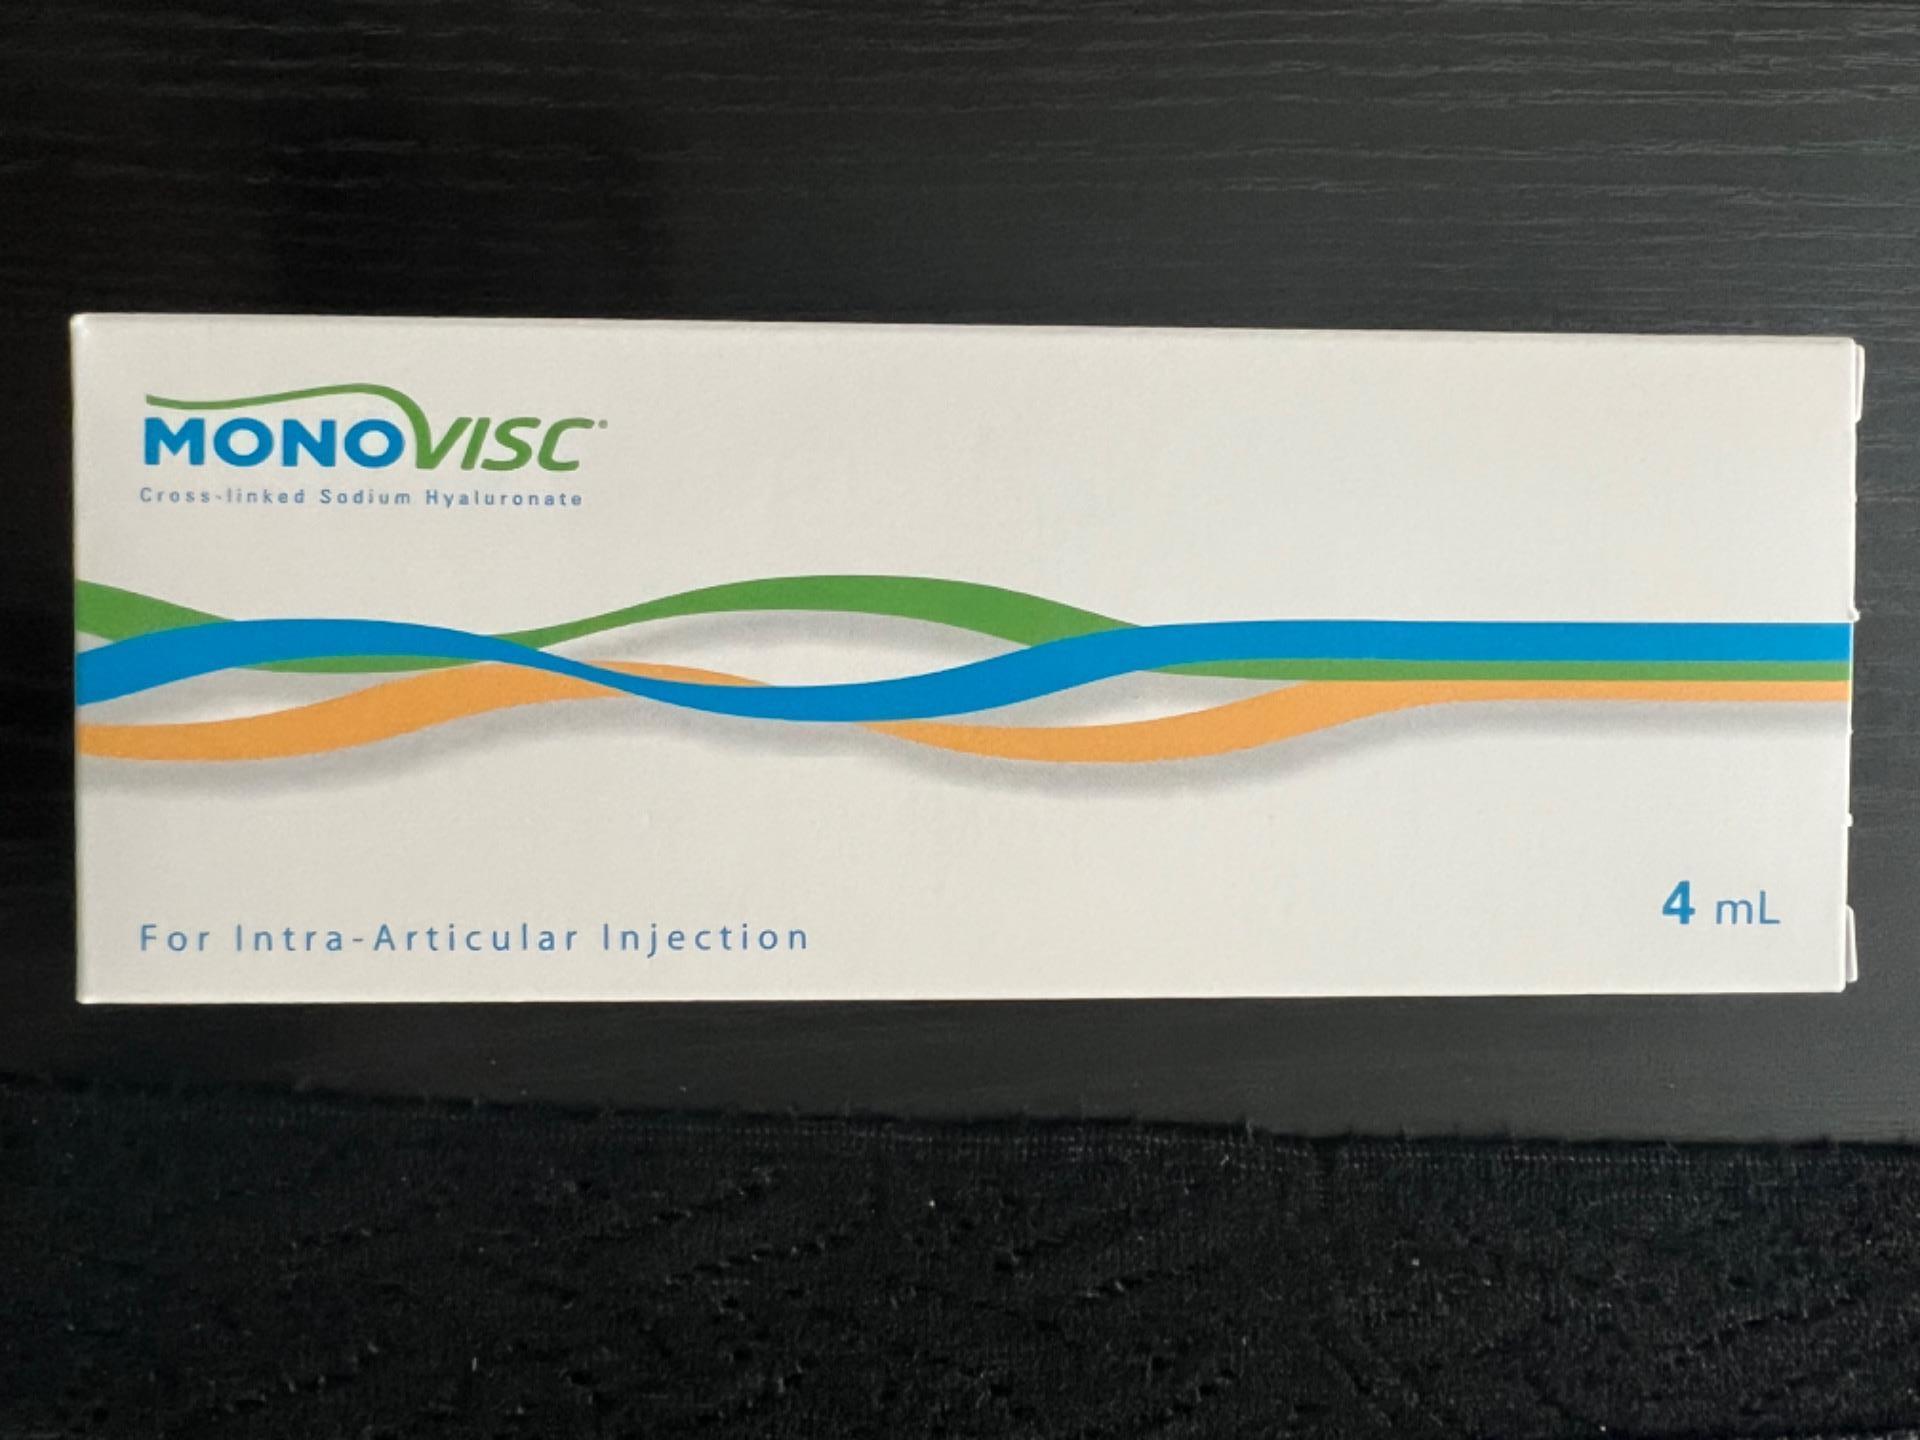 MONOVISC®
Cross-linked Sodium Hyaluronate
For Intra-Articular Injection
4 mL